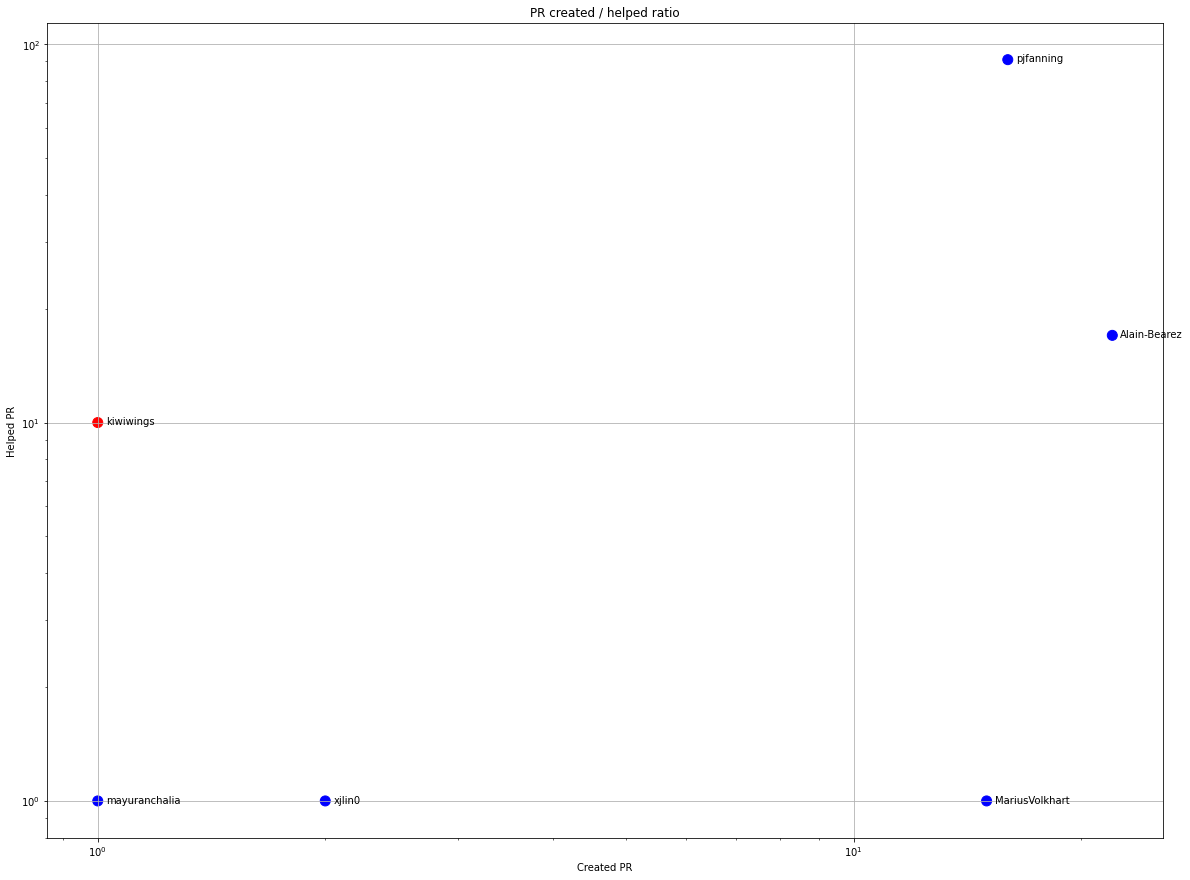 PR created / helped ratio
10²
pjfanning
Alain-Bearez
10¹
kiwiwings
Helped PR
10⁰
mayuranchalia
xjlin0
MariusVolkhart
10⁰
10¹
Created PR